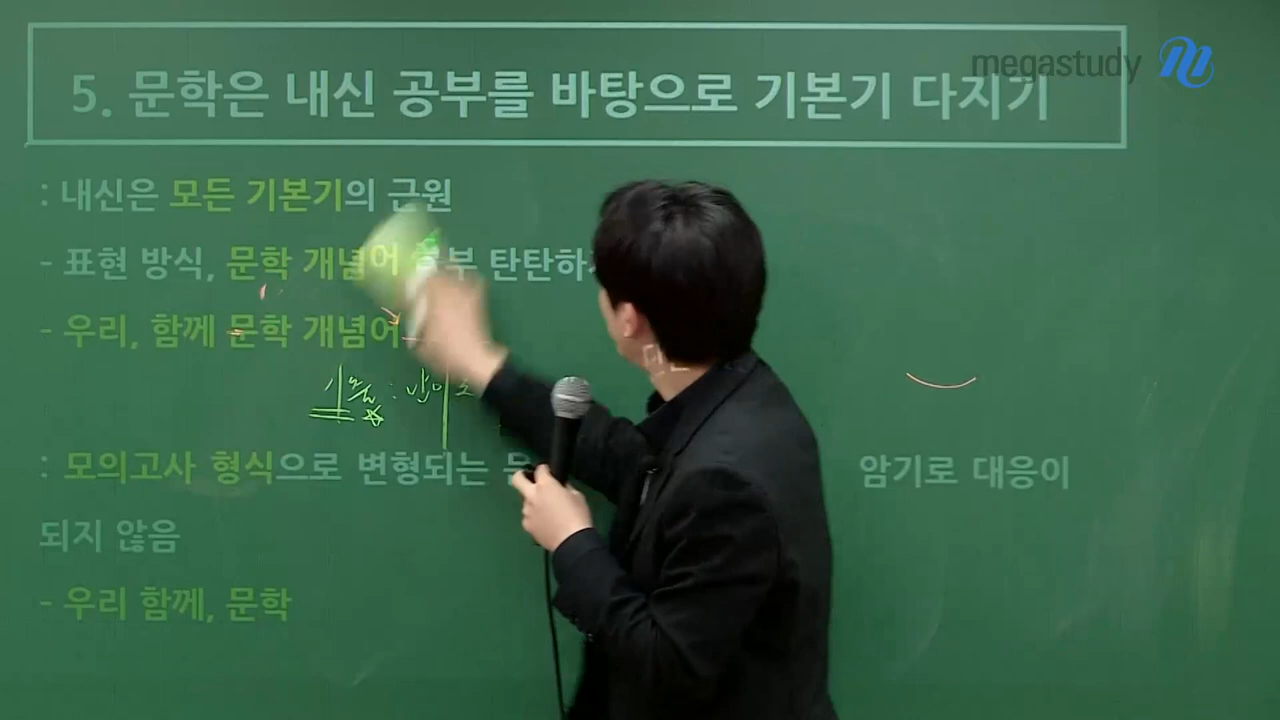 megastudy
5. 문학은 내신 공부를 바탕으로 기본기 다지기
: 내신은 모든 기본기의 근원
- 표현 방식, 문학 개념어 탄탄하
- 우리, 함께 문학 개념어
: 모의고사 형식으로 변형되는 암기로 대응이
되지 않음
- 우리 함께, 문학